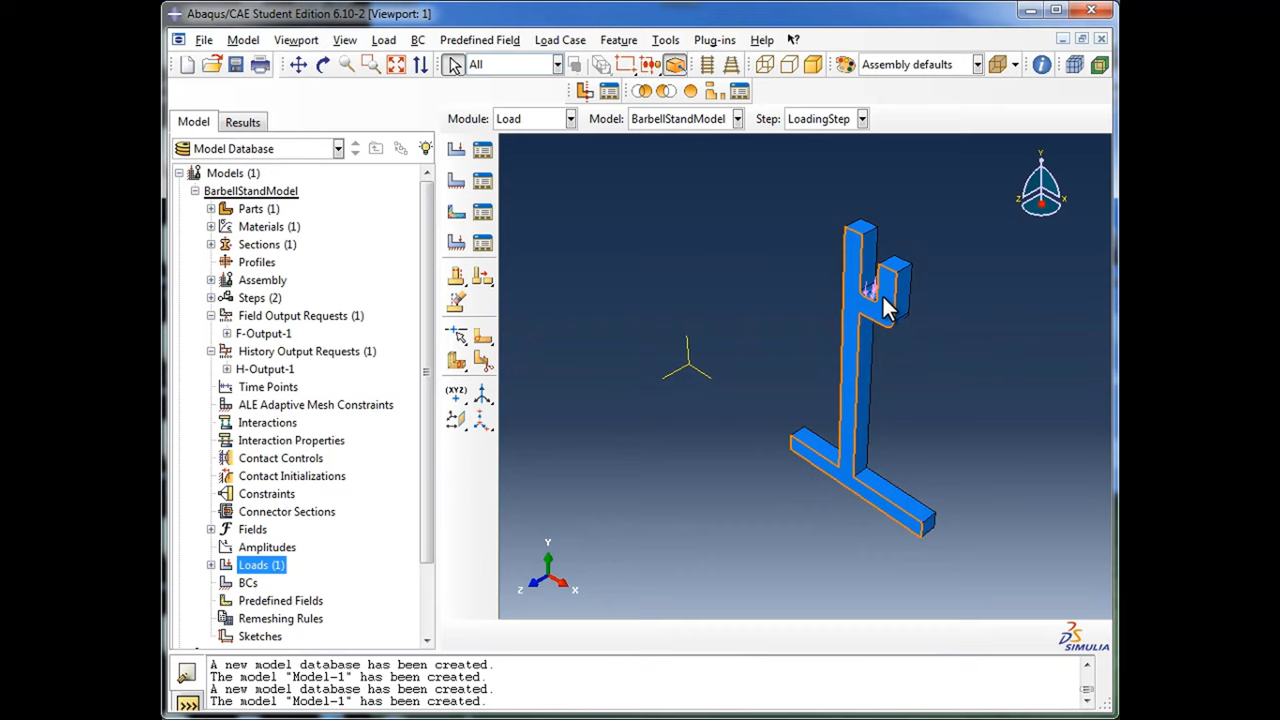 Abaqus/CAE Student Edition 6.10-2 [Viewport: 1]
File Model Viewport View Load BC Predefined Field Load Case Feature Tools Plug-ins Help
All Assembly defaults
Model Results Module: Load Model: BarbellStandModel Step: LoadingStep
Model Database
Models (1)
BarbellStandModel
Parts (1)
Materials (1)
Sections (1)
Profiles
Assembly
Steps (2)
Field Output Requests (1)
F-Output-1
History Output Requests (1)
H-Output-1
Time Points
ALE Adaptive Mesh Constraints
Interactions
Interaction Properties
Contact Controls
Contact Initializations
Constraints
Connector Sections
Fields
Amplitudes
Loads (1)
BCs
Predefined Fields
Remeshing Rules
Sketches
(XYZ)
Y
Z X
Y
Z X
SIMULIA
A new model database has been created.
The model "Model-1" has been created.
A new model database has been created.
The model "Model-1" has been created.
>>>